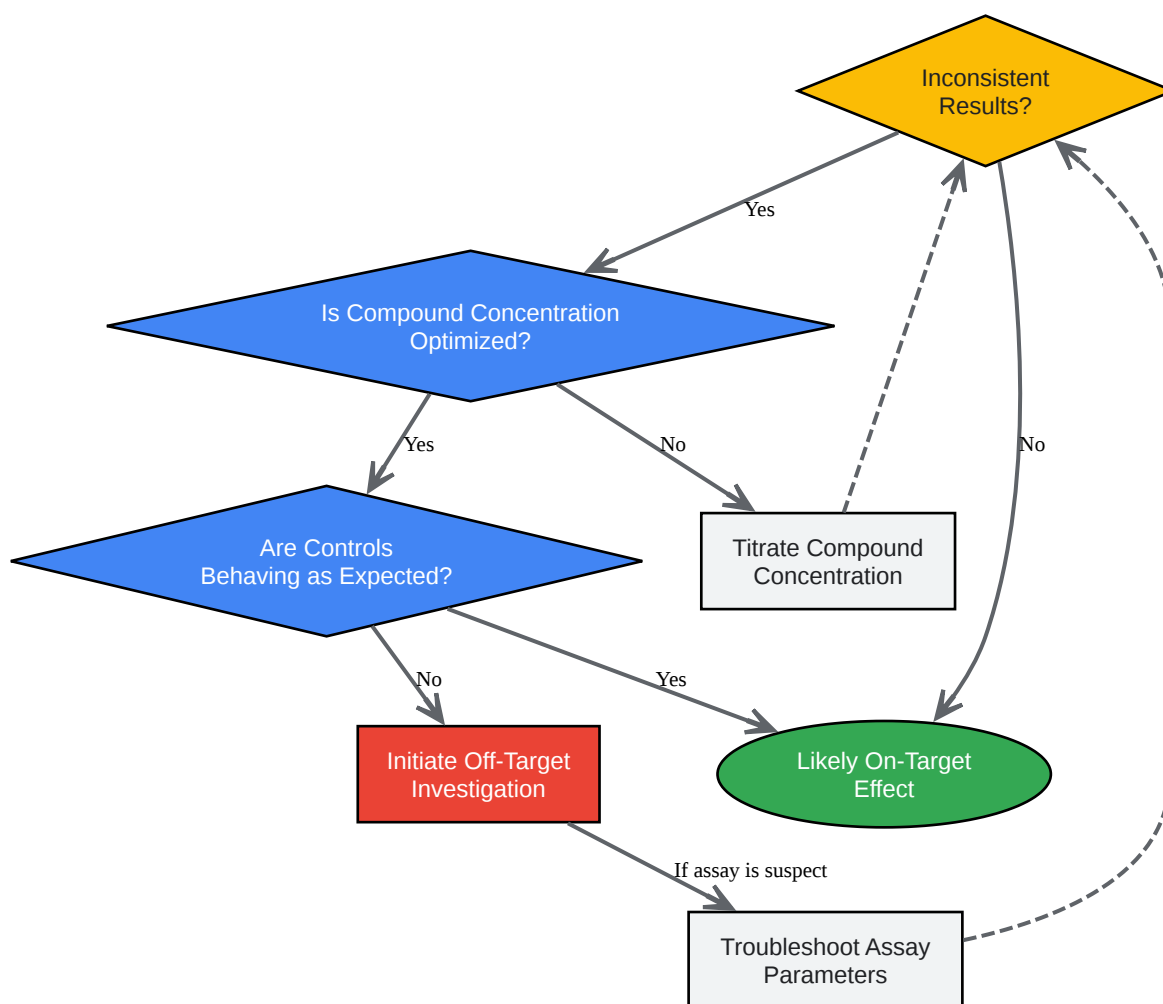 Inconsistent
Results?
Yes
Is Compound Concentration
Optimized?
Yes
No
No
Are Controls
Behaving as Expected?
Titrate Compound
Concentration
No
Yes
Initiate Off-Target
Investigation
Likely On-Target
Effect
If assay is suspect
Troubleshoot Assay
Parameters